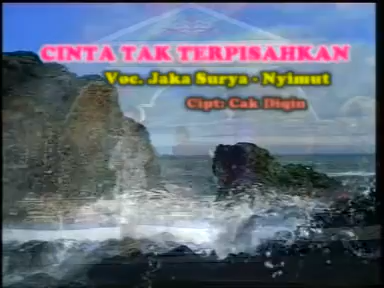 CINTA TAK TERPISAHKAN
Voc. Jaka Surya - Nyimut
Cipt: Cak Diqin